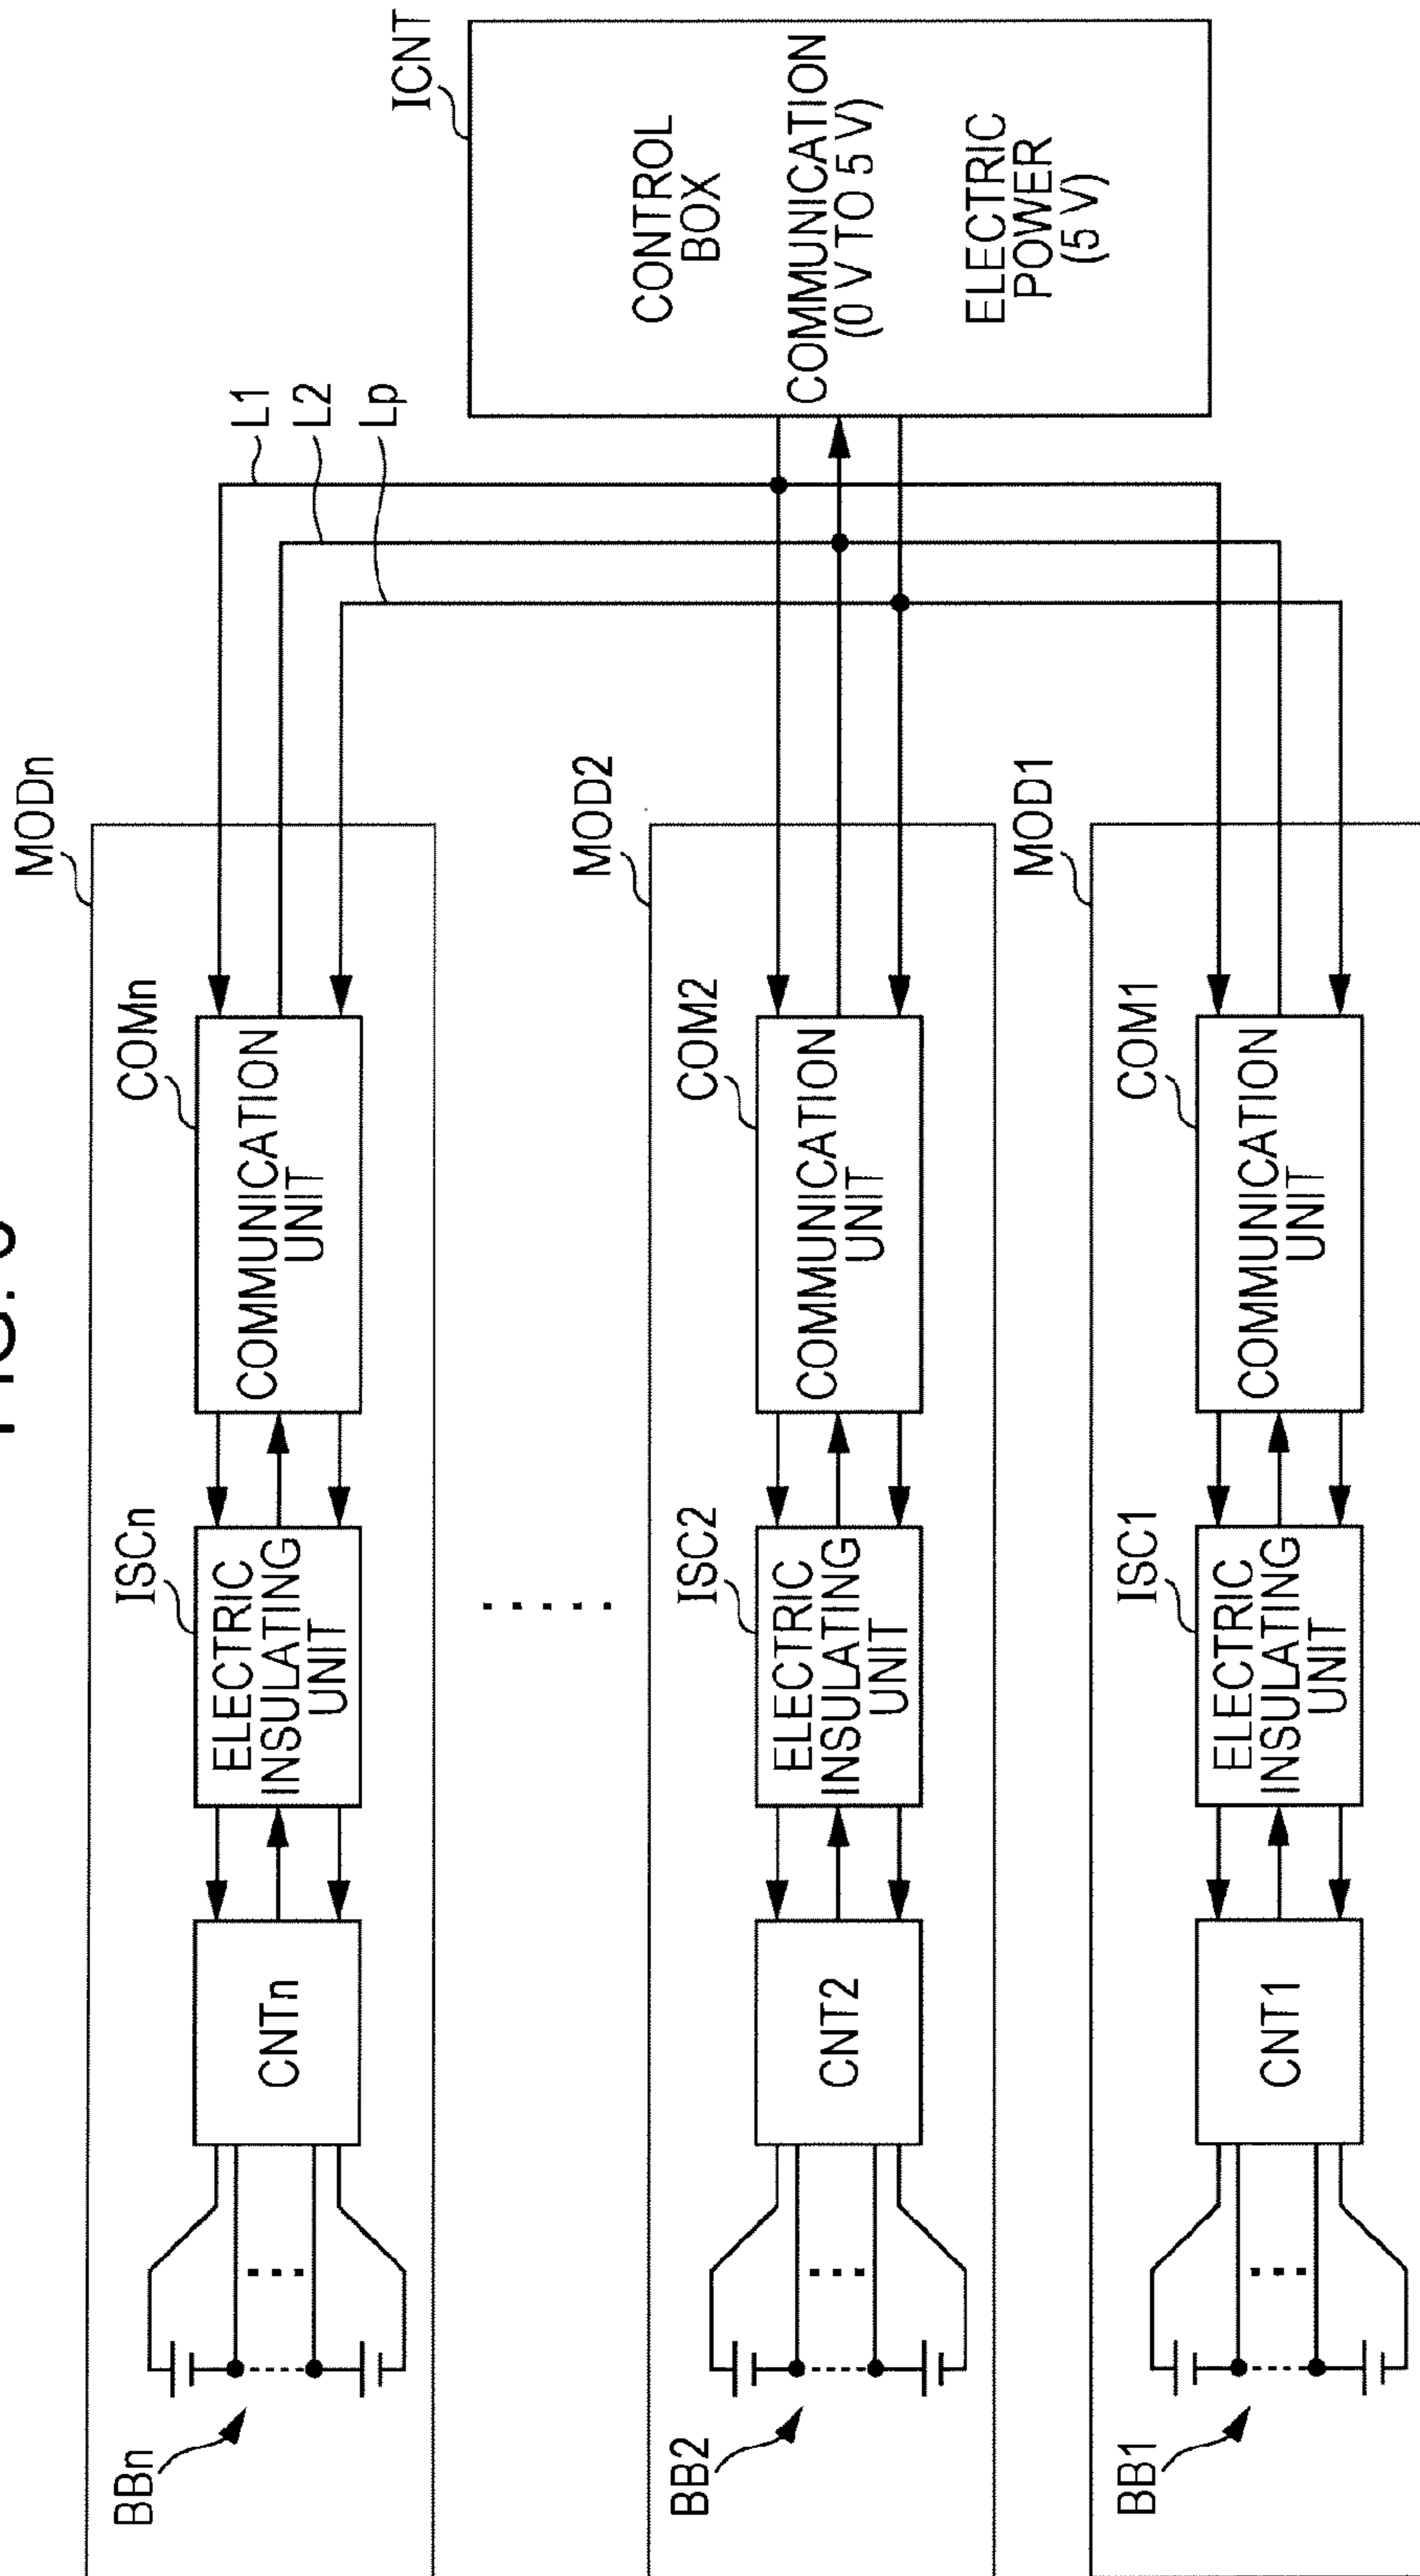 MODn
BBn
CNTn
ISCn
ELECTRIC
INSULATING
UNIT
COMn
COMMUNICATION
UNIT
L1
L2
Lp
ICNT
CONTROL
BOX
COMMUNICATION
(0 V TO 5 V)
ELECTRIC
POWER
(5 V)
MOD2
BB2
CNT2
ISC2
ELECTRIC
INSULATING
UNIT
COM2
COMMUNICATION
UNIT
MOD1
BB1
CNT1
ISC1
ELECTRIC
INSULATING
UNIT
COM1
COMMUNICATION
UNIT